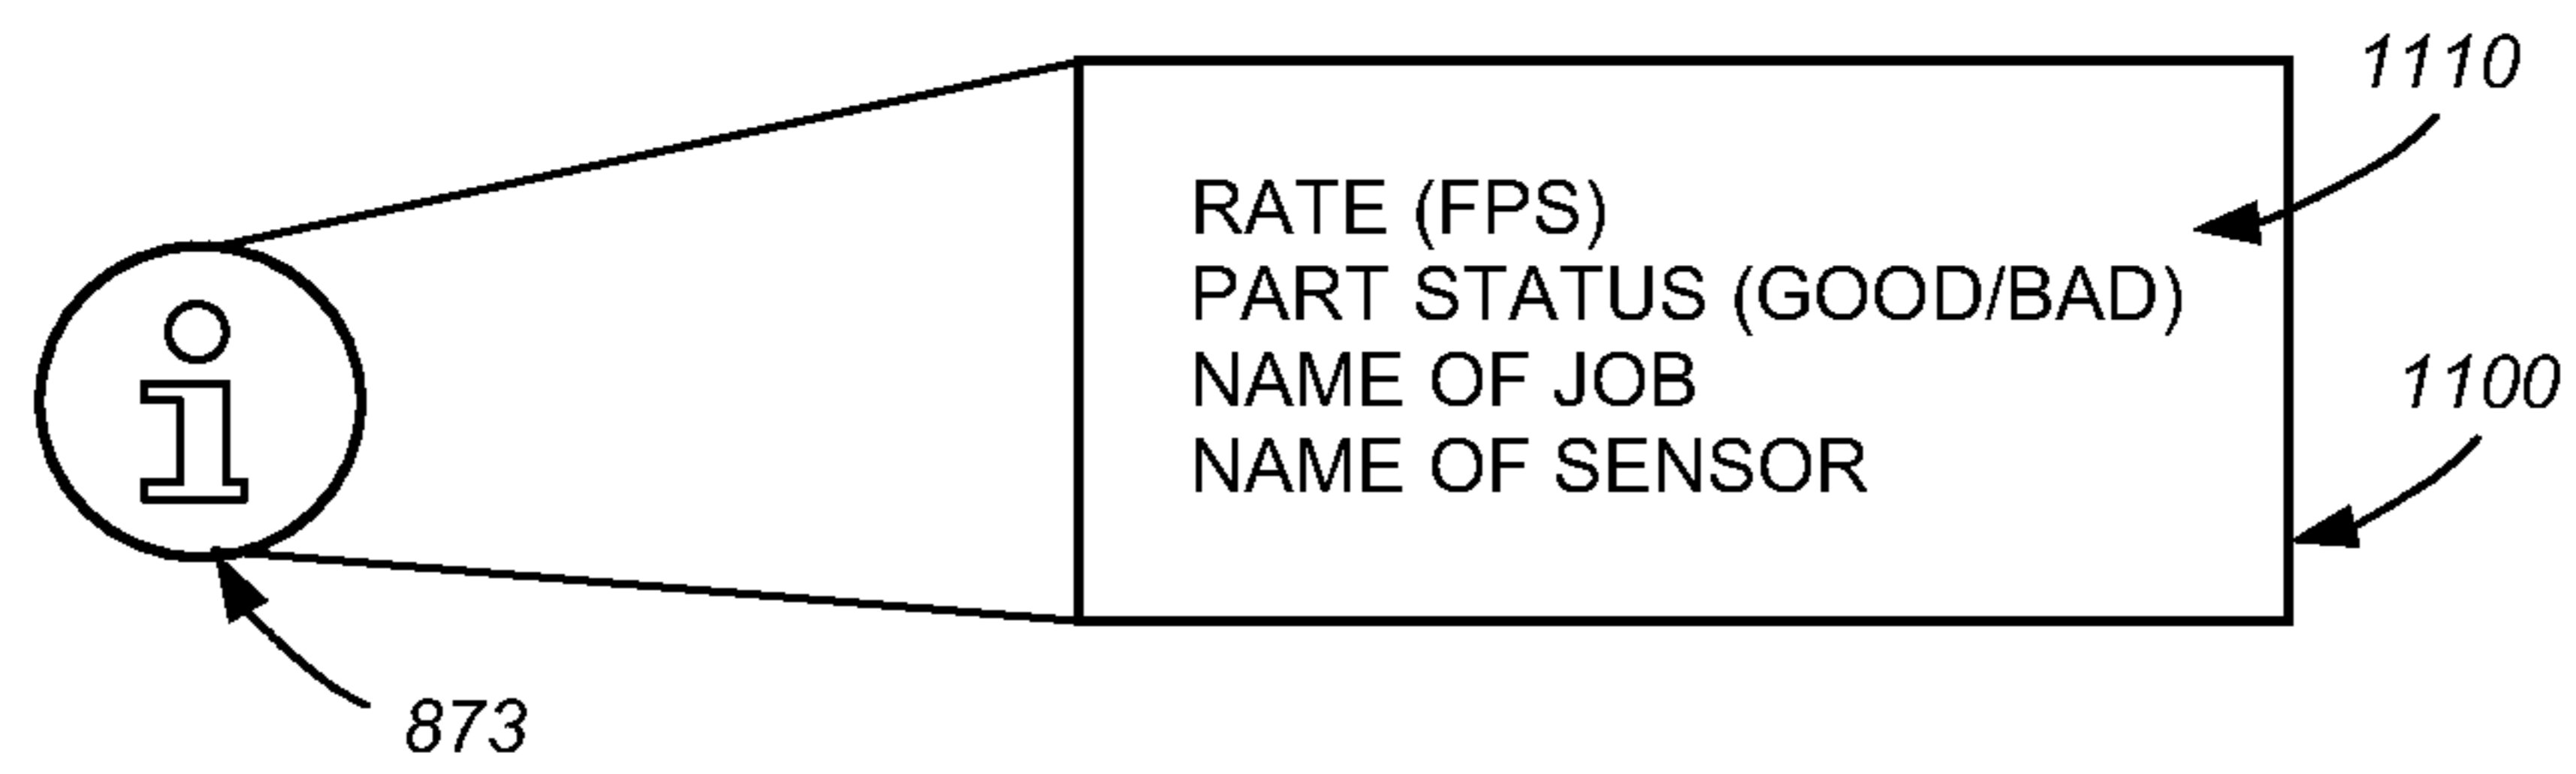 1110
RATE (FPS)
PART STATUS (GOOD/BAD)
NAME OF JOB
NAME OF SENSOR
1100
i
873